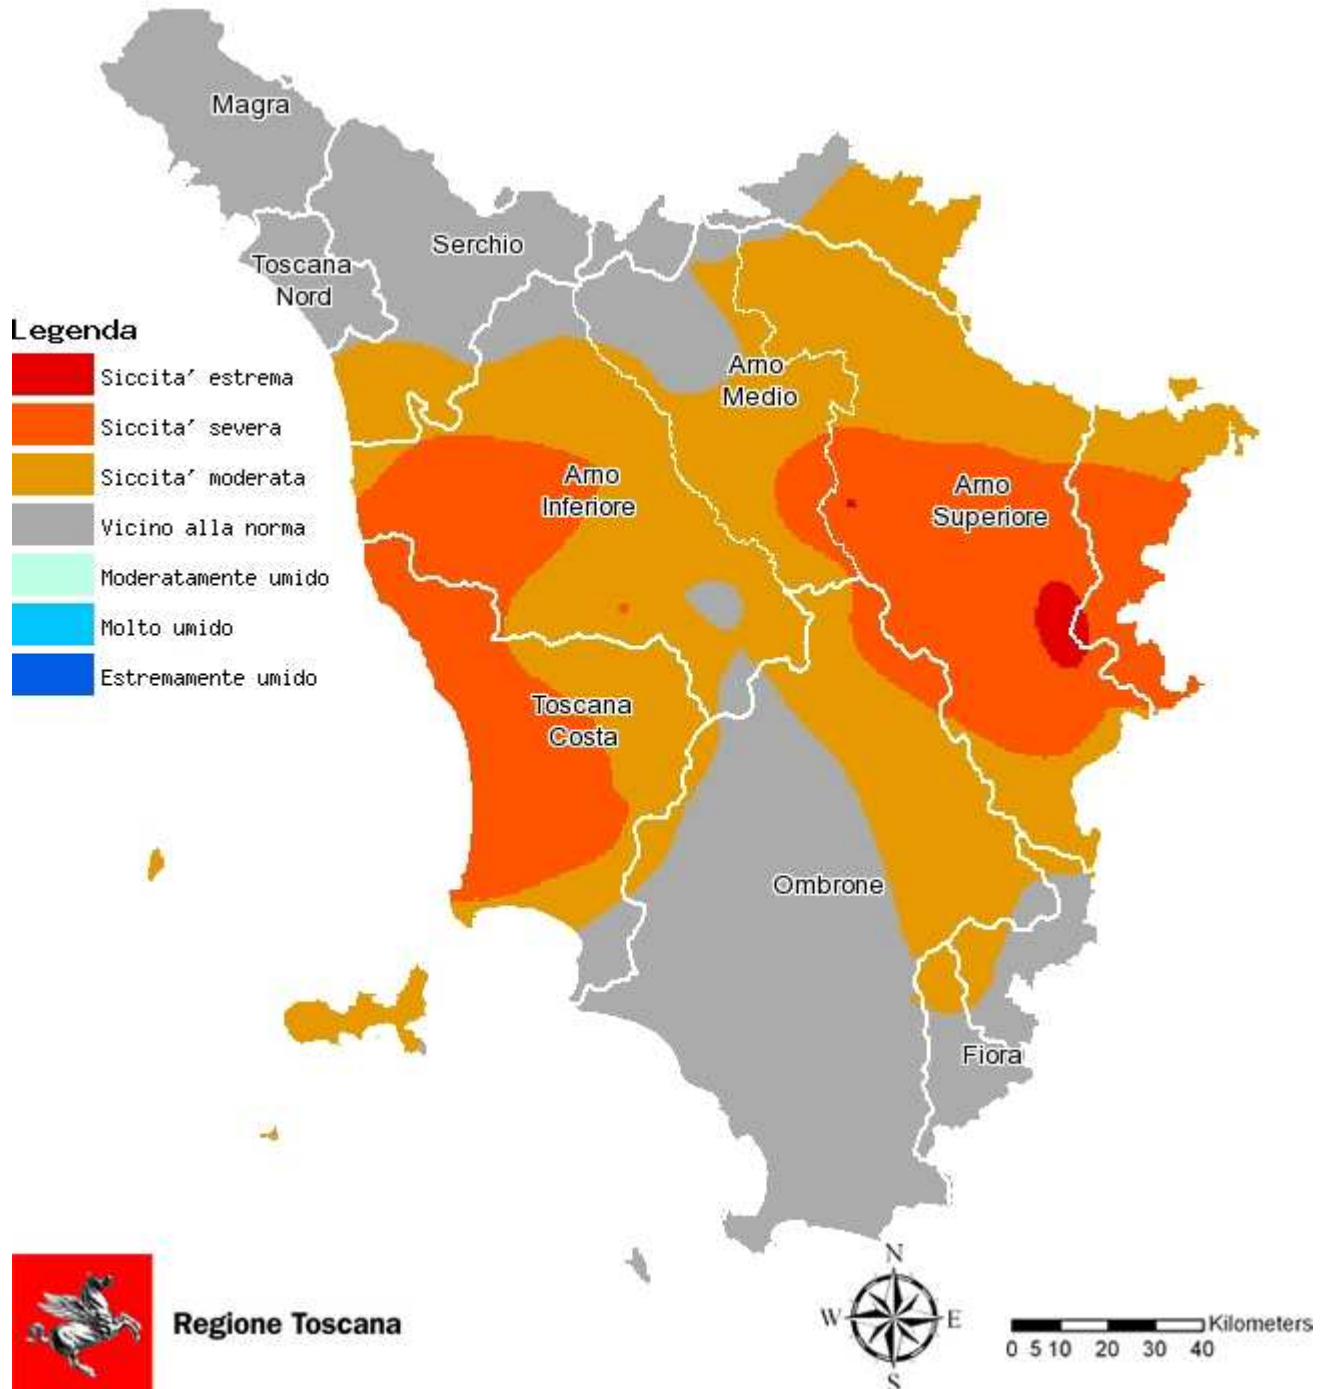 Magra
Serchio
Toscana
Nord
Legenda
Siccita' estrema
Siccita' severa
Siccita' moderata
Vicino alla norma
Moderatamente umido
Molto umido
Estremamente umido
Arno
Medio
Arno
Inferiore
Arno
Superiore
Toscana
Costa
Ombrone
Fiora
Regione Toscana
N
W E
S
Kilometers
0 5 10 20 30 40